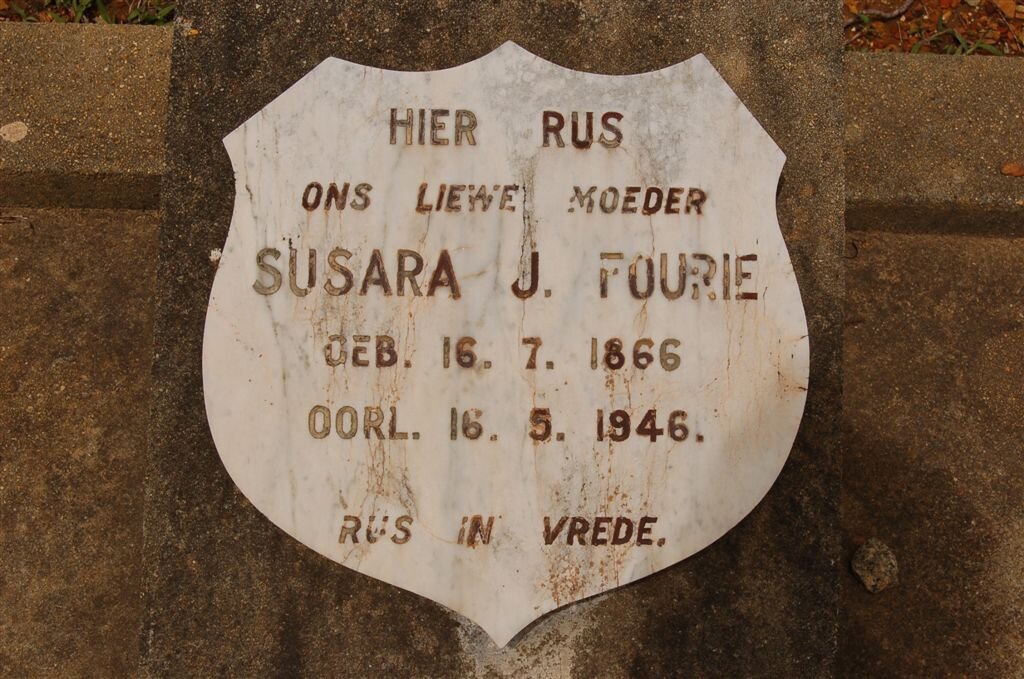 HIER RUS
ONS LIEWE MOEDER
SUSARA J. FOURIE
GEB. 16. 7. 1866
OORL. 16. 5. 1946.
RUS IN VREDE.